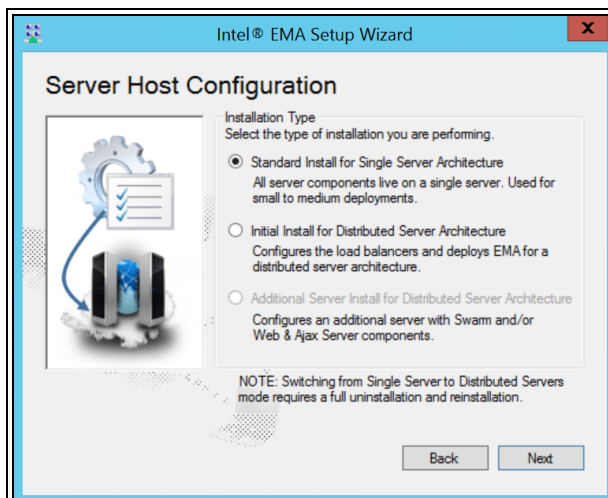 Intel® EMA Setup Wizard
X
Server Host Configuration
Installation Type
Select the type of installation you are performing.
Standard Install for Single Server Architecture
All server components live on a single server. Used for
small to medium deployments.
Initial Install for Distributed Server Architecture
Configures the load balancers and deploys EMA for a
distributed server architecture.
Additional Server Install for Distributed Server Architecture
Configures an additional server with Swarm and/or
Web & Ajax Server components.
NOTE: Switching from Single Server to Distributed Servers
mode requires a full uninstallation and reinstallation.
Back
Next